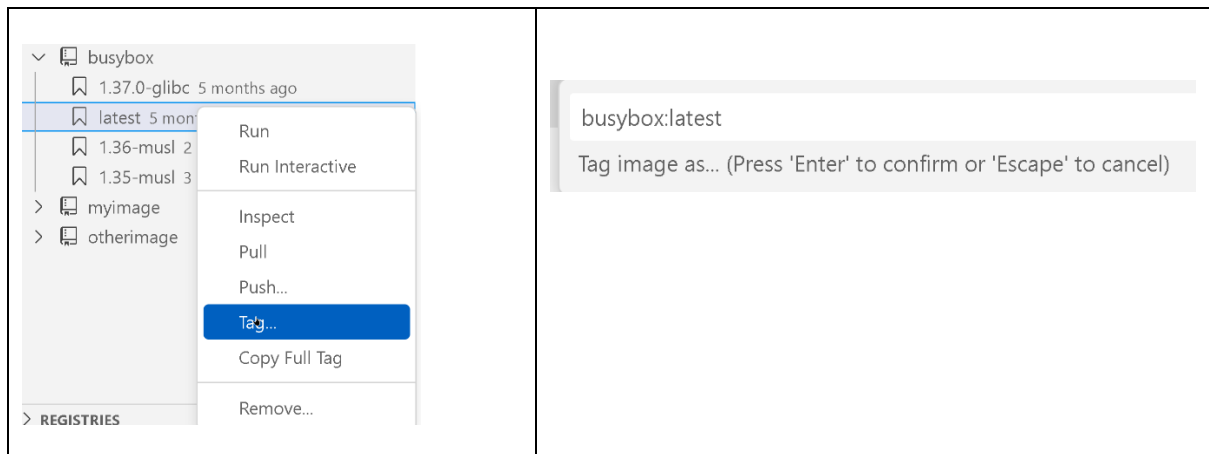 busybox
1.37.0-glibc 5 months ago
latest 5 mon
1.36-musl 2
1.35-musl 3
myimage
otherimage
REGISTRIES
Run
Run Interactive
Inspect
Pull
Push...
Tag...
Copy Full Tag
Remove...
busybox:latest
Tag image as... (Press 'Enter' to confirm or 'Escape' to cancel)